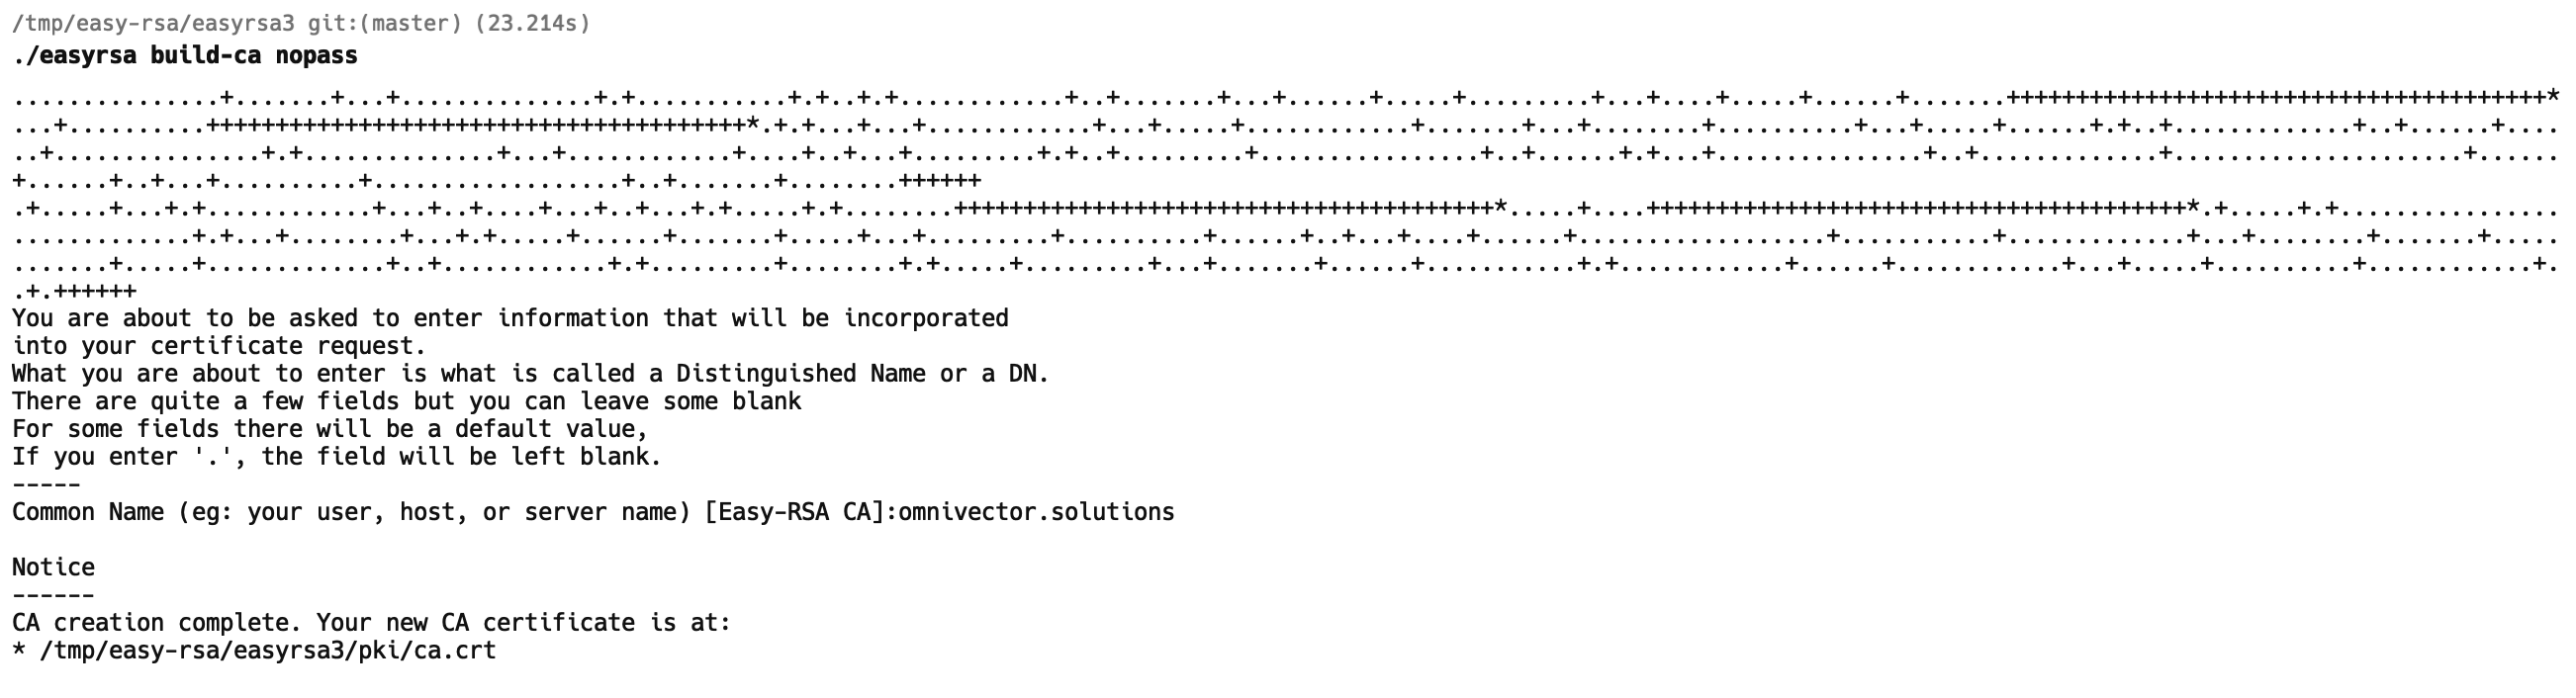 /tmp/easy-rsa/easyrsa3 git:(master) (23.214s)
./easyrsa build-ca nopass
...............+.......+...+..............+.+...........+.+..+.+............+..+.......+...+......+.....+.........+...+....+.....+......+.......+++++++++++++++++++++++++++++++++++++++*
...+..........+++++++++++++++++++++++++++++++++++++++*.+.+...+...+............+...+.....+............+.......+...+........+..........+...+.....+......+.+..+.............+..+......+....
..+...............+.+..............+...+............+....+..+...+.........+.+..+.........+................+..+......+.+...+...............+..+.............+.....................+......
+......+..+...+..........+..................+..+.......+........++++++
.+.....+...+.+............+...+..+....+...+..+...+.+.....+.+........+++++++++++++++++++++++++++++++++++++++*.....+....+++++++++++++++++++++++++++++++++++++++*.+.....+.+................
.............+.+...+........+...+.+.....+......+.......+.....+...+.........+..........+......+..+...+....+......+..................+...........+.............+...+........+.......+.....
.......+.....+.............+..+............+.+.........+........+.+.....+.........+...+.......+......+...........+.+............+......+............+...+.....+..........+............+.
.+.++++++
You are about to be asked to enter information that will be incorporated
into your certificate request.
What you are about to enter is what is called a Distinguished Name or a DN.
There are quite a few fields but you can leave some blank
For some fields there will be a default value,
If you enter '.', the field will be left blank.
-----
Common Name (eg: your user, host, or server name) [Easy-RSA CA]:omnivector.solutions
Notice
------
CA creation complete. Your new CA certificate is at:
* /tmp/easy-rsa/easyrsa3/pki/ca.crt